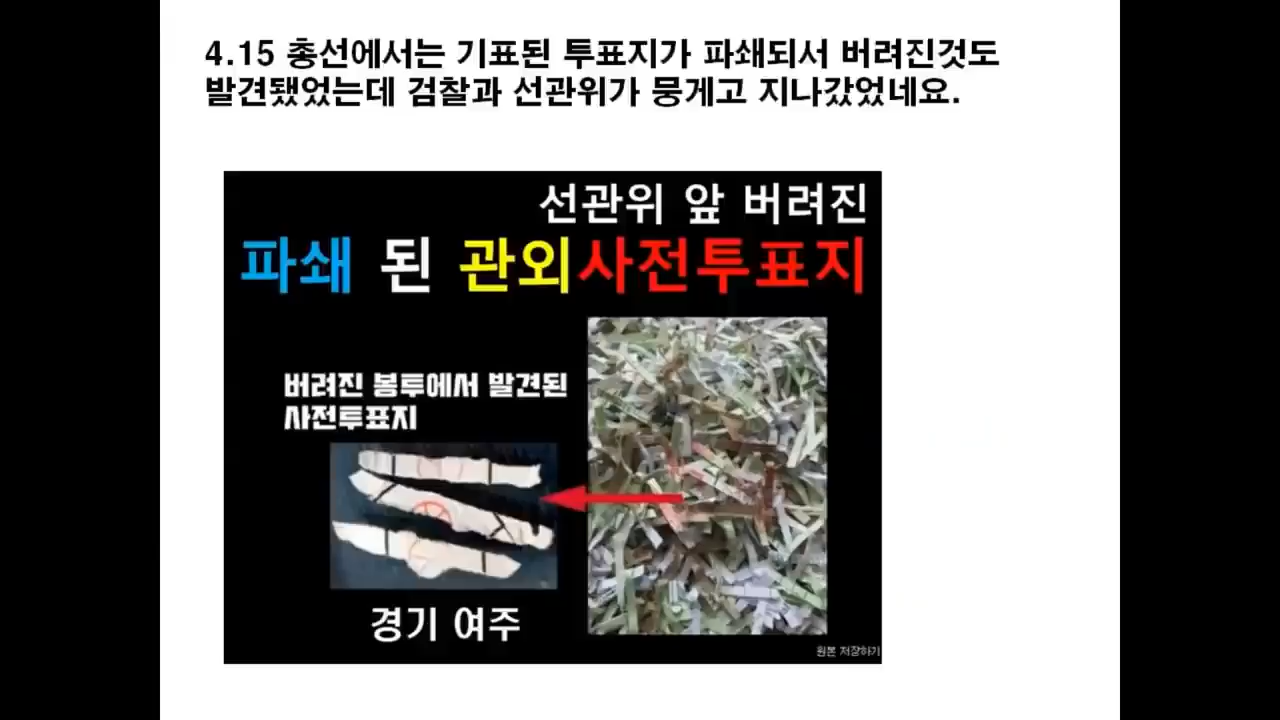 4.15 총선에서는 기표된 투표지가 파쇄되서 버려진것도
발견됐었는데 검찰과 선관위가 뭉게고 지나갔었네요.
선관위 앞 버려진
파쇄 된 관외사전투표지
버려진 봉투에서 발견된
사전투표지
경기 여주
원본 저장하기